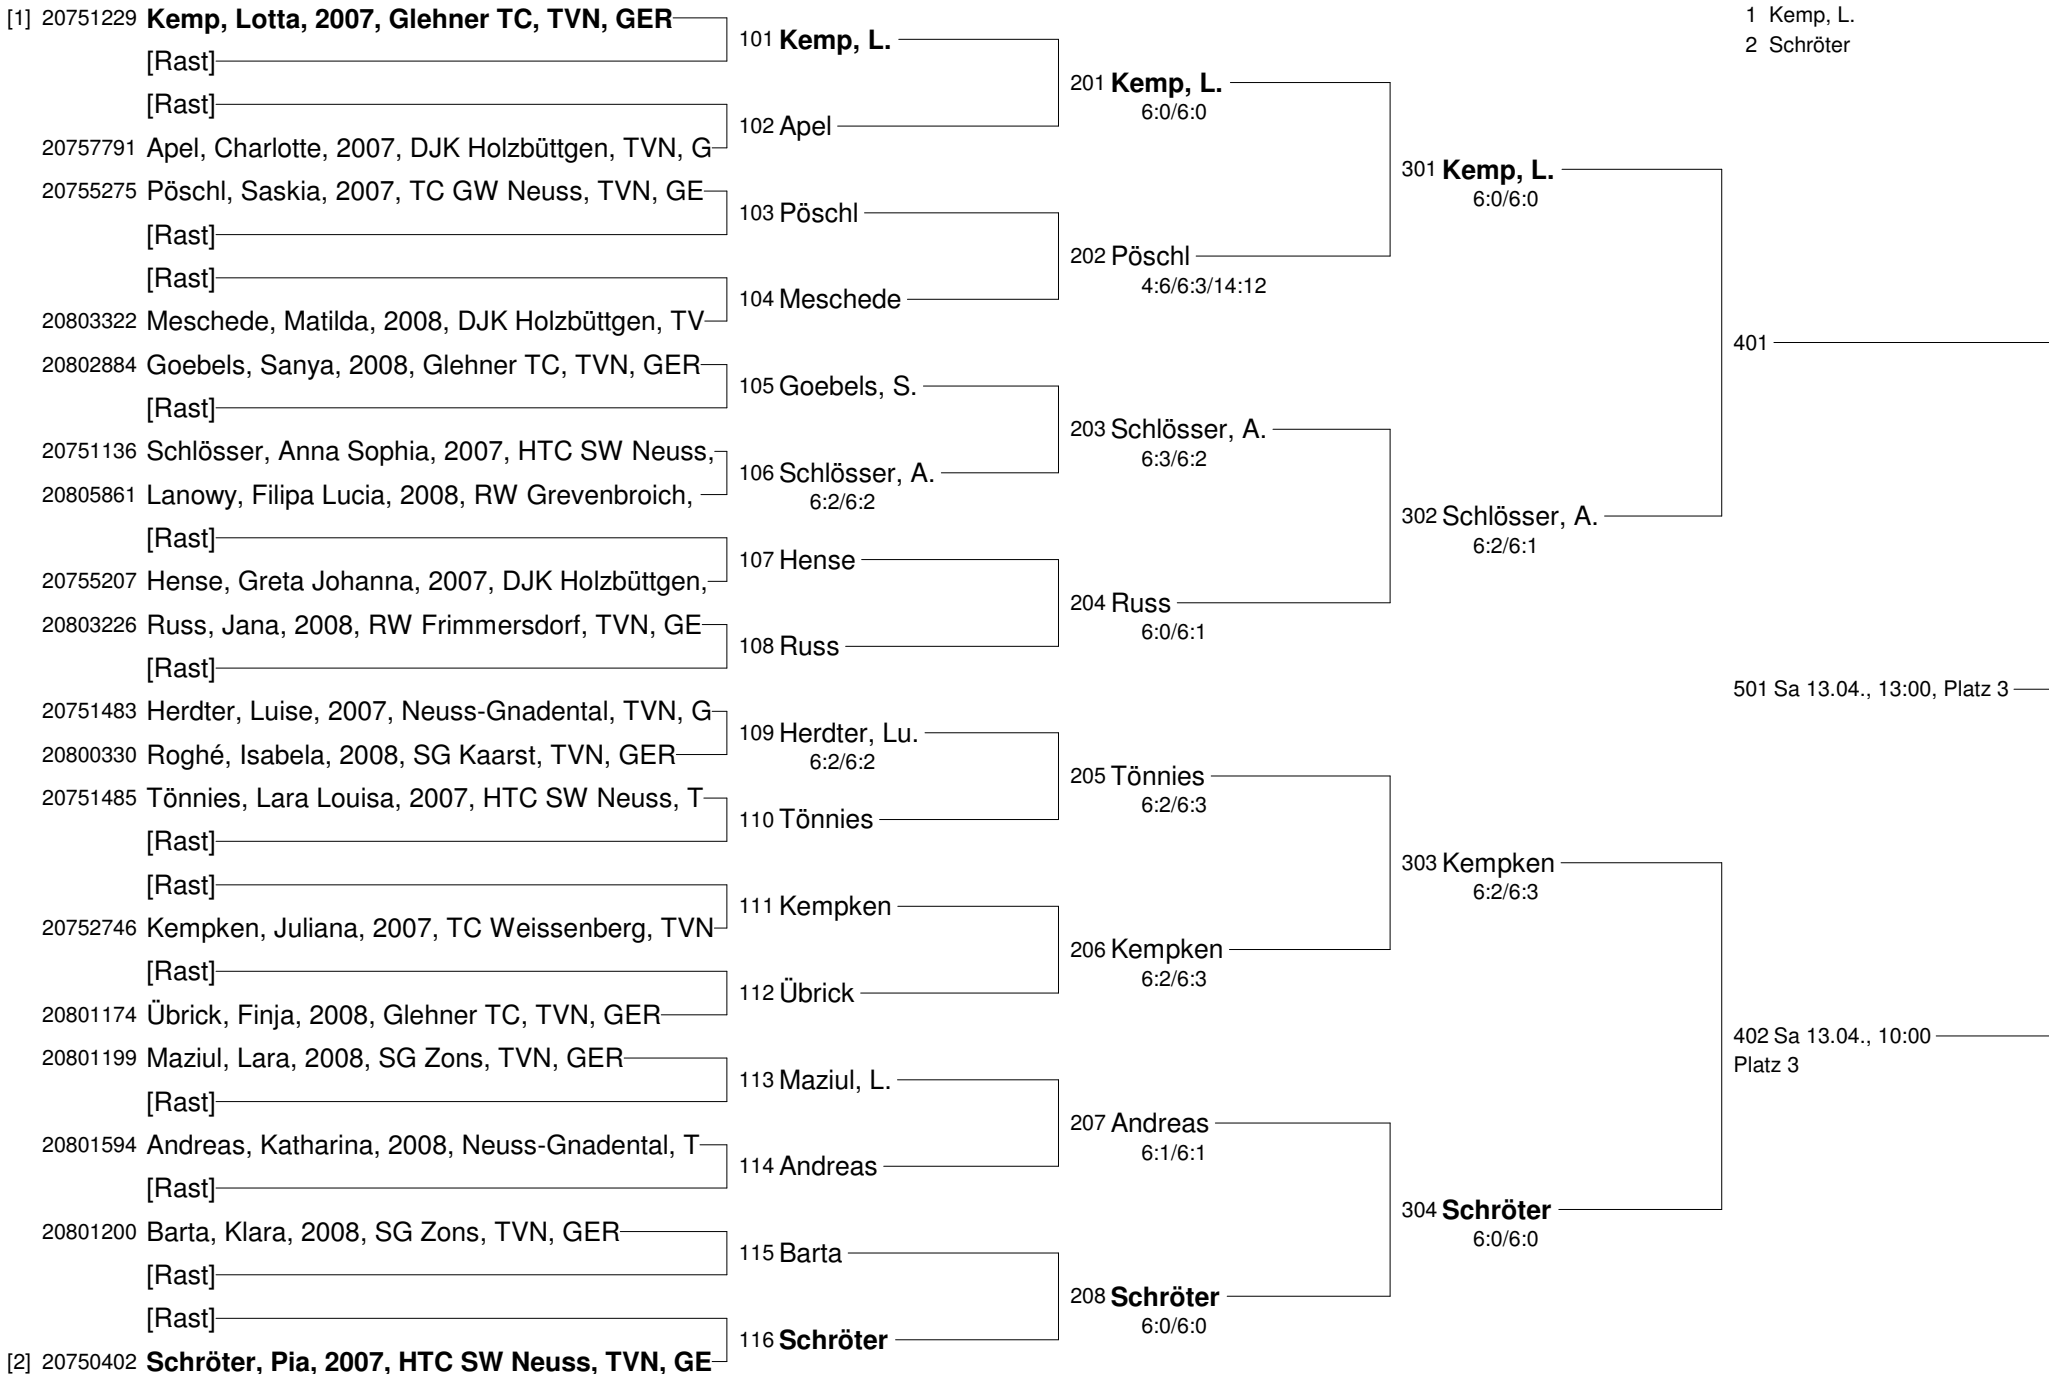 [1] 20751229 Kemp, Lotta, 2007, Glehner TC, TVN, GER
[Rast]
[Rast]
20757791 Apel, Charlotte, 2007, DJK Holzbüttgen, TVN, G
20755275 Pöschl, Saskia, 2007, TC GW Neuss, TVN, GE
[Rast]
[Rast]
20803322 Meschede, Matilda, 2008, DJK Holzbüttgen, TV
20802884 Goebels, Sanya, 2008, Glehner TC, TVN, GER
[Rast]
20751136 Schlösser, Anna Sophia, 2007, HTC SW Neuss,
20805861 Lanowy, Filipa Lucia, 2008, RW Grevenbroich,
[Rast]
20755207 Hense, Greta Johanna, 2007, DJK Holzbüttgen,
20803226 Russ, Jana, 2008, RW Frimmersdorf, TVN, GE
[Rast]
20751483 Herdter, Luise, 2007, Neuss-Gnadental, TVN, G
20800330 Roghé, Isabela, 2008, SG Kaarst, TVN, GER
20751485 Tönnies, Lara Louisa, 2007, HTC SW Neuss, T
[Rast]
[Rast]
20752746 Kempken, Juliana, 2007, TC Weissenberg, TVN
[Rast]
20801174 Übrick, Finja, 2008, Glehner TC, TVN, GER
20801199 Maziul, Lara, 2008, SG Zons, TVN, GER
[Rast]
20801594 Andreas, Katharina, 2008, Neuss-Gnadental, T
[Rast]
20801200 Barta, Klara, 2008, SG Zons, TVN, GER
[Rast]
[Rast]
[2] 20750402 Schröter, Pia, 2007, HTC SW Neuss, TVN, GE
101 Kemp, L.
102 Apel
103 Pöschl
104 Meschede
105 Goebels, S.
106 Schlösser, A.
6:2/6:2
107 Hense
108 Russ
109 Herdter, Lu.
6:2/6:2
110 Tönnies
111 Kempken
112 Übrick
113 Maziul, L.
114 Andreas
115 Barta
116 Schröter
201 Kemp, L.
6:0/6:0
202 Pöschl
4:6/6:3/14:12
203 Schlösser, A.
6:3/6:2
204 Russ
6:0/6:1
205 Tönnies
6:2/6:3
206 Kempken
6:2/6:3
207 Andreas
6:1/6:1
208 Schröter
6:0/6:0
301 Kemp, L.
6:0/6:0
302 Schlösser, A.
6:2/6:1
303 Kempken
6:2/6:3
304 Schröter
6:0/6:0
1 Kemp, L.
2 Schröter
401
501 Sa 13.04., 13:00, Platz 3
402 Sa 13.04., 10:00
Platz 3